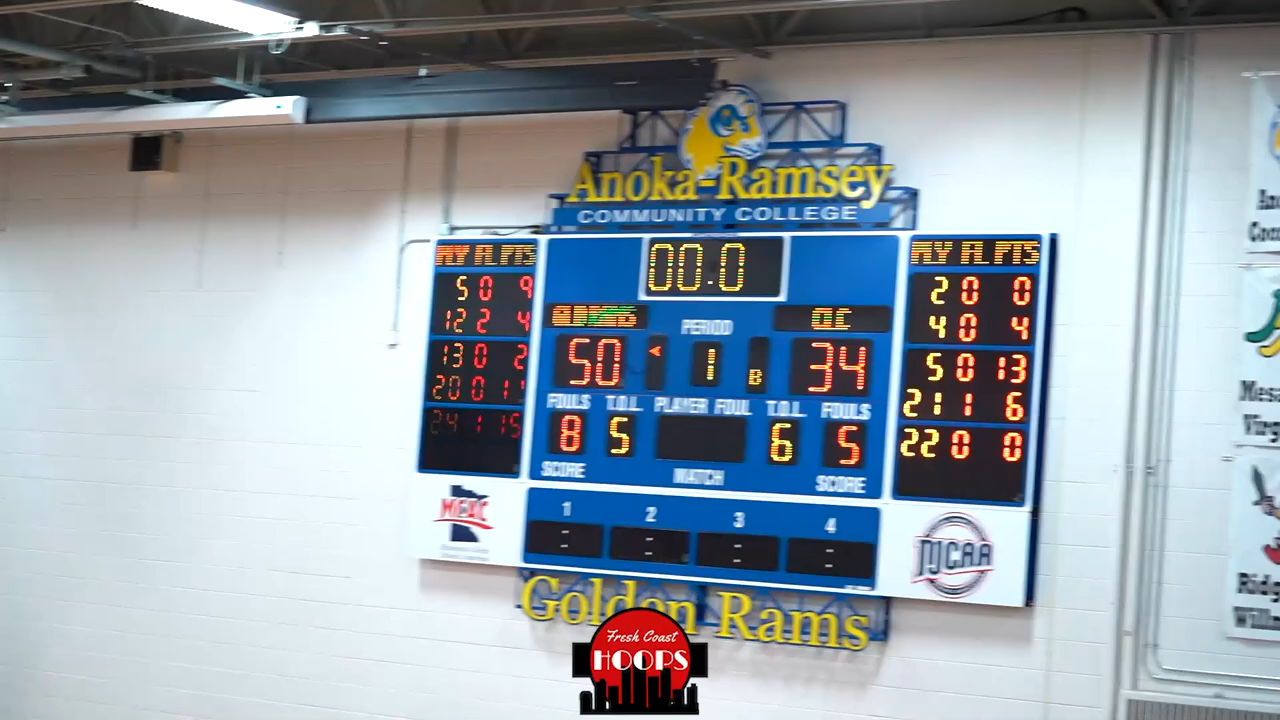 Anoka-Ramsey
COMMUNITY COLLEGE
PLY FL PTS
5 0 9
12 2 4
13 0 2
20 0 11
24 1 15
00.0
PERIOD
QC
50
1
B
34
FOULS T.O.L. PLAYER FOUL T.O.L. FOULS
8 5 6 5
SCORE MATCH SCORE
1 2 3 4
PLY FL PTS
2 0 0
4 0 4
5 0 13
21 1 6
22 0 0
MCAC
NJCAA
Golden Rams
Fresh Coast
HOOPS